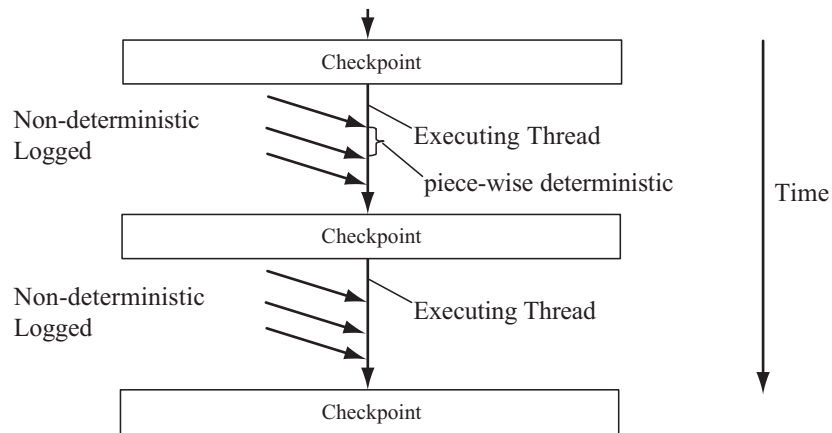 Checkpoint
Non-deterministic
Logged
Executing Thread
piece-wise deterministic
Time
Checkpoint
Non-deterministic
Logged
Executing Thread
Checkpoint